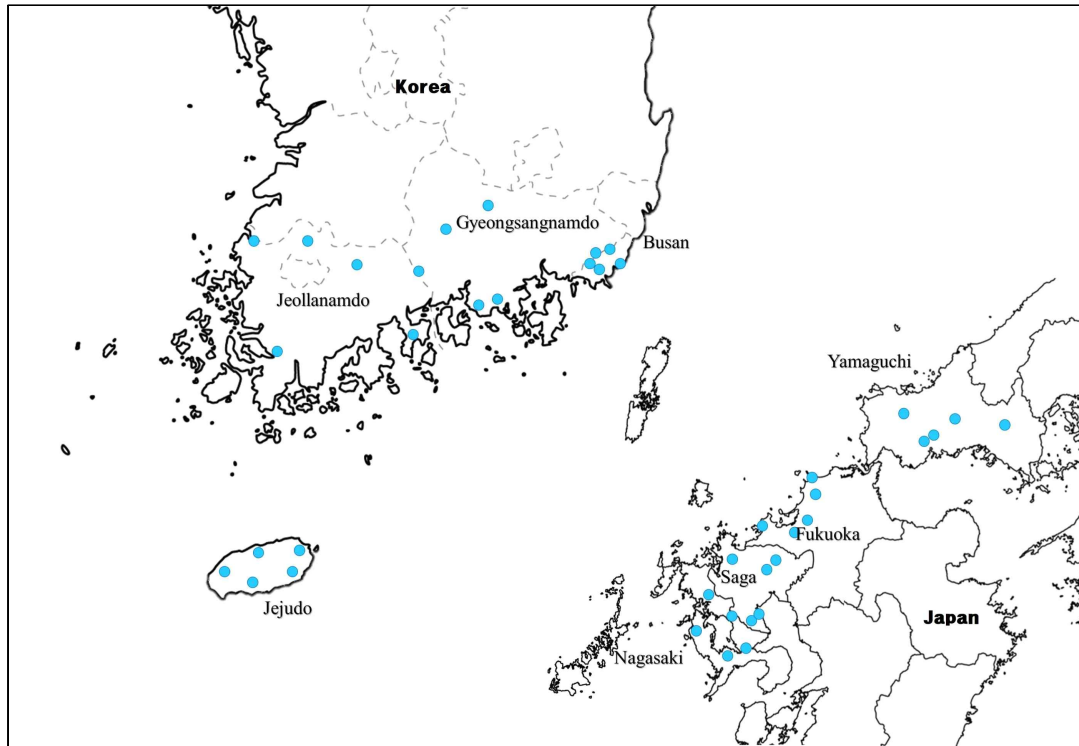 Korea
Gyeongsangnamdo
Busan
Jeollanamdo
Yamaguchi
Fukuoka
Saga
Jejudo
Japan
Nagasaki